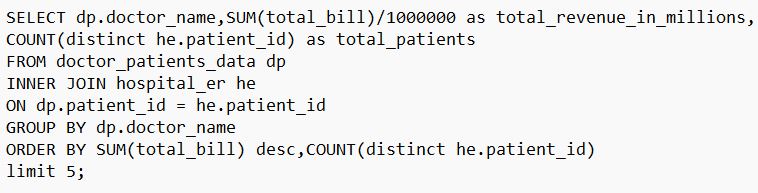 SELECT dp.doctor_name,SUM(total_bill)/1000000 as total_revenue_in_millions,
COUNT(distinct he.patient_id) as total_patients
FROM doctor_patients_data dp
INNER JOIN hospital_er he
ON dp.patient_id = he.patient_id
GROUP BY dp.doctor_name
ORDER BY SUM(total_bill) desc,COUNT(distinct he.patient_id)
limit 5;